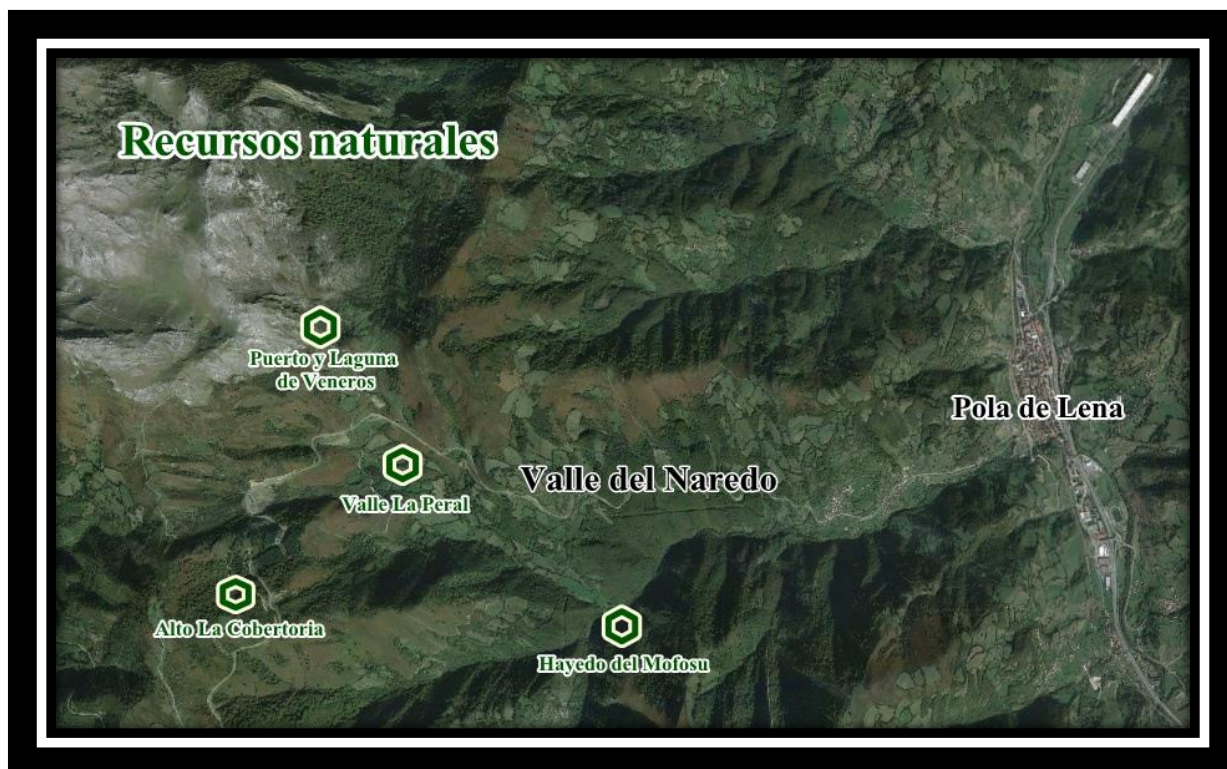 Recursos naturales
Puerto y Laguna
de Veneros
Pola de Lena
Valle del Naredo
Valle La Peral
Alto La Cobertoria
Hayedo del Mofosu